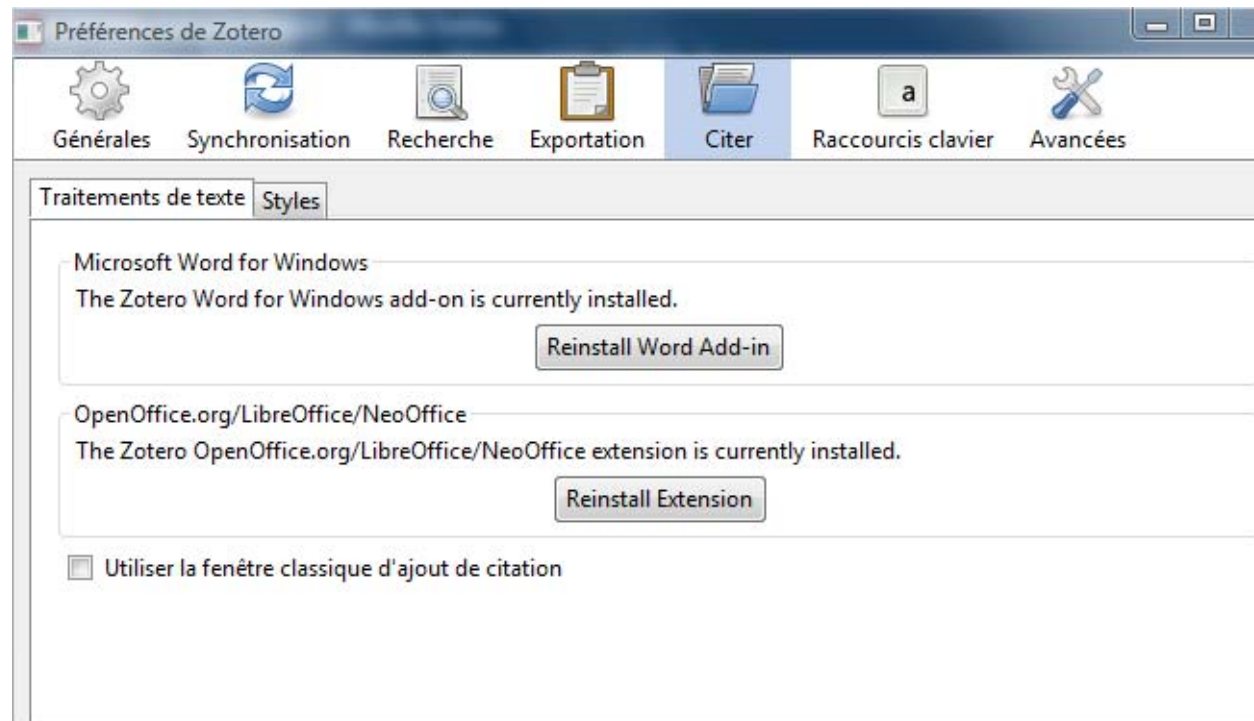 Préférences de Zotero
Générales Synchronisation Recherche Exportation Citer Raccourcis clavier Avancées
a
Traitements de texte Styles
Microsoft Word for Windows
The Zotero Word for Windows add-on is currently installed.
Reinstall Word Add-in
OpenOffice.org/LibreOffice/NeoOffice
The Zotero OpenOffice.org/LibreOffice/NeoOffice extension is currently installed.
Reinstall Extension
Utiliser la fenêtre classique d'ajout de citation